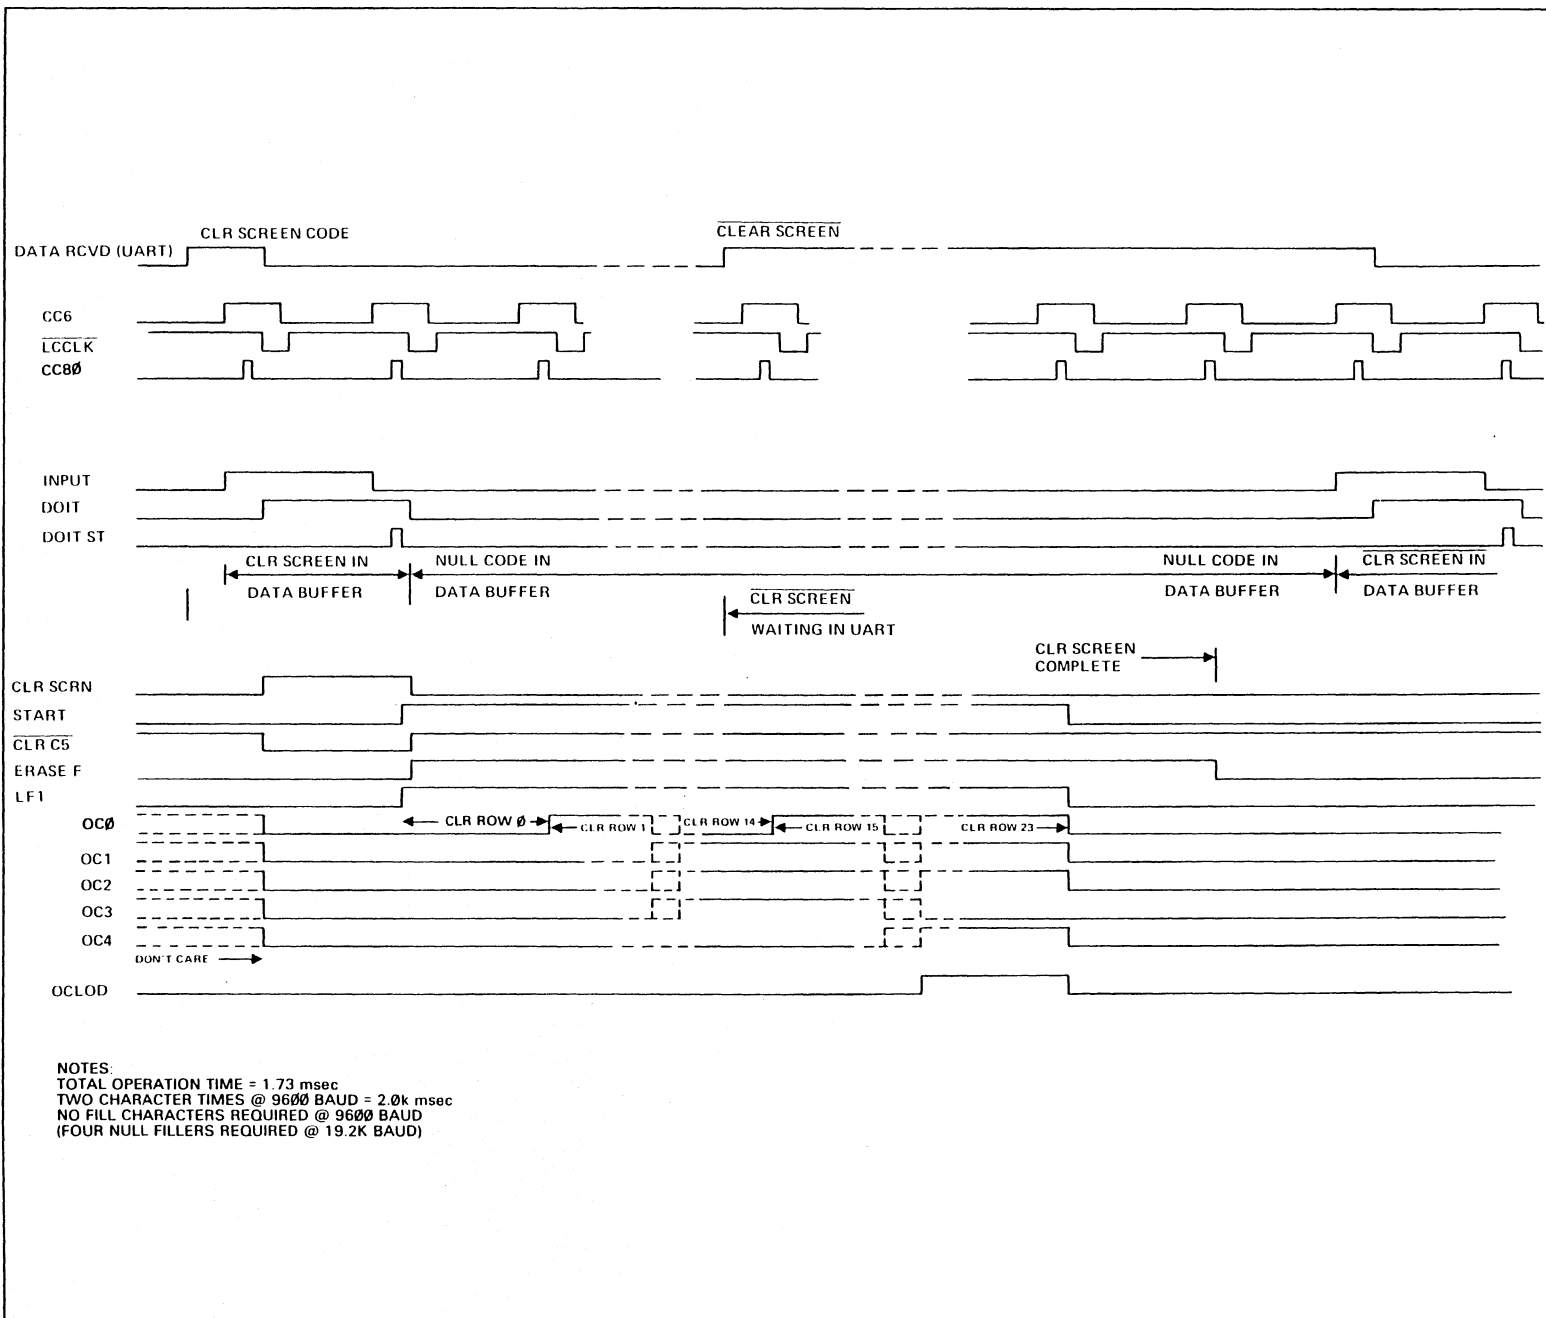 CLR SCREEN CODE
CLEAR SCREEN
DATA RCVD (UART)
CC6
LCCLK
CC8Ø
INPUT
DOIT
DOIT ST
CLR SCREEN IN
DATA BUFFER
NULL CODE IN
DATA BUFFER
CLR SCREEN
WAITING IN UART
NULL CODE IN
DATA BUFFER
CLR SCREEN IN
DATA BUFFER
CLR SCREEN
COMPLETE
CLR SCRN
START
CLR C5
ERASE F
LF1
OCØ
CLR ROW Ø
CLR ROW 1
CLR ROW 14
CLR ROW 15
CLR ROW 23
OC1
OC2
OC3
OC4
DON'T CARE
OCLOD
NOTES:
TOTAL OPERATION TIME = 1.73 msec
TWO CHARACTER TIMES @ 96ØØ BAUD = 2.Øk msec
NO FILL CHARACTERS REQUIRED @ 96ØØ BAUD
(FOUR NULL FILLERS REQUIRED @ 19.2K BAUD)